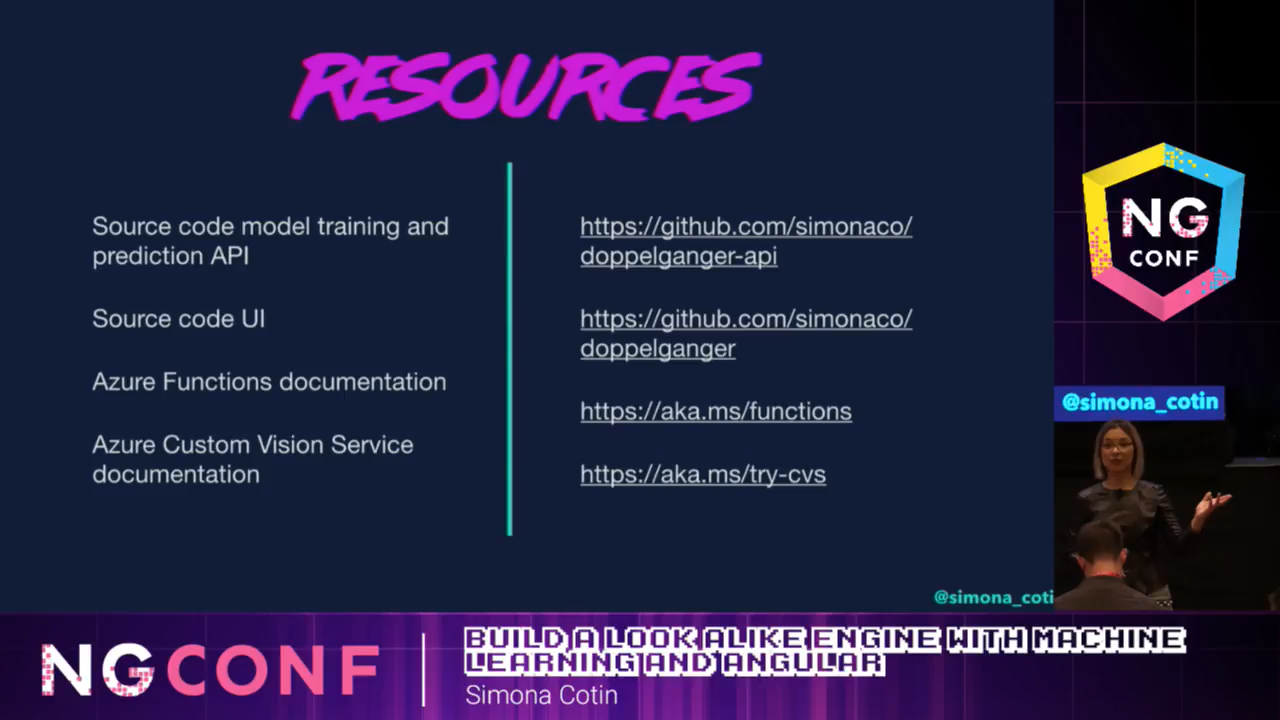 RESOURCES
Source code model training and
prediction API
Source code UI
Azure Functions documentation
Azure Custom Vision Service
documentation
https://github.com/simonaco/
doppelganger-api
https://github.com/simonaco/
doppelganger
https://aka.ms/functions
https://aka.ms/try-cvs
@simona_coti
NG
CONF
@simona_cotin
NGCONF
BUILD A LOOK ALIKE ENGINE WITH MACHINE
LEARNING AND ANGULAR
Simona Cotin